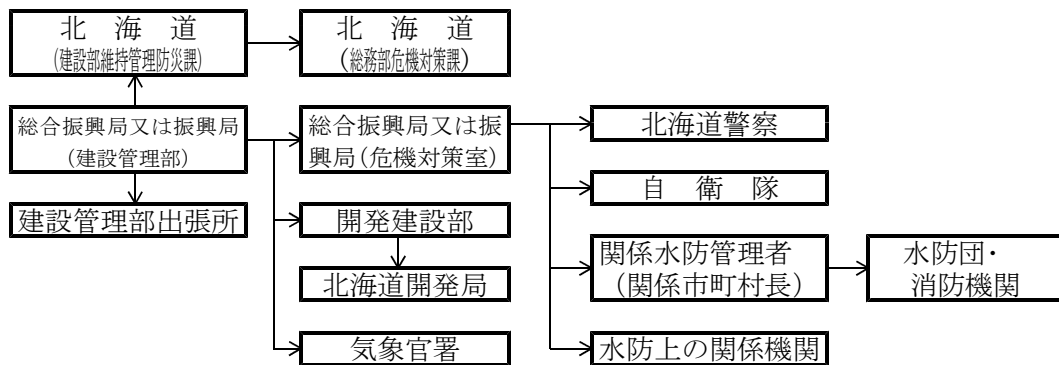 北 海 道
(建設部維持管理防災課)
北 海 道
(総務部危機対策課)
総合振興局又は振興局
(建設管理部)
総合振興局又は振
興局(危機対策室)
北海道警察
自 衛 隊
建設管理部出張所
開発建設部
関係水防管理者
(関係市町村長)
水防団・
消防機関
北海道開発局
気象官署
水防上の関係機関